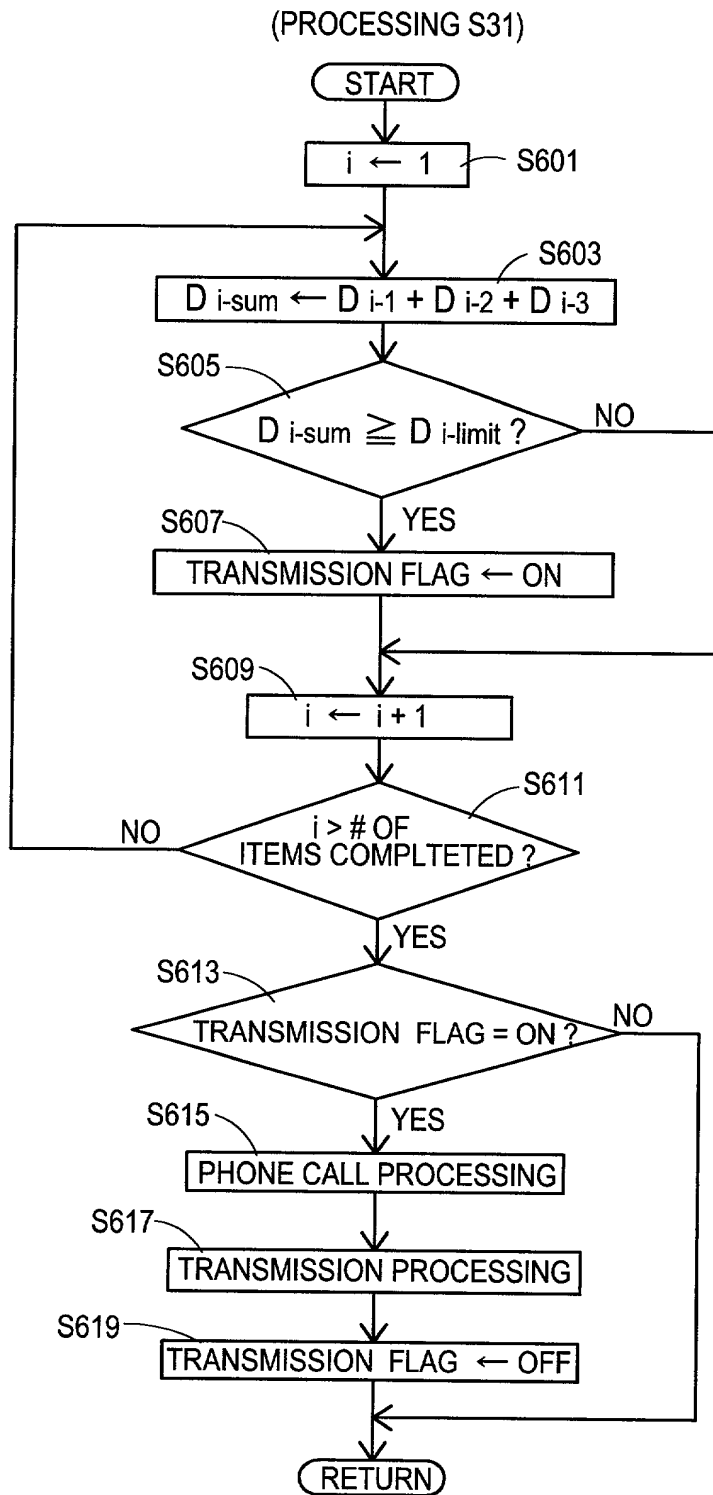 (PROCESSING S31)
START
i ← 1
S601
S603
D i-sum ← D i-1 + D i-2 + D i-3
S605
D i-sum ≧ D i-limit ?
NO
YES
S607
TRANSMISSION FLAG ← ON
S609
i ← i + 1
S611
NO
i > # OF
ITEMS COMPLTETED ?
YES
S613
TRANSMISSION FLAG = ON ?
NO
YES
S615
PHONE CALL PROCESSING
S617
TRANSMISSION PROCESSING
S619
TRANSMISSION FLAG ← OFF
RETURN